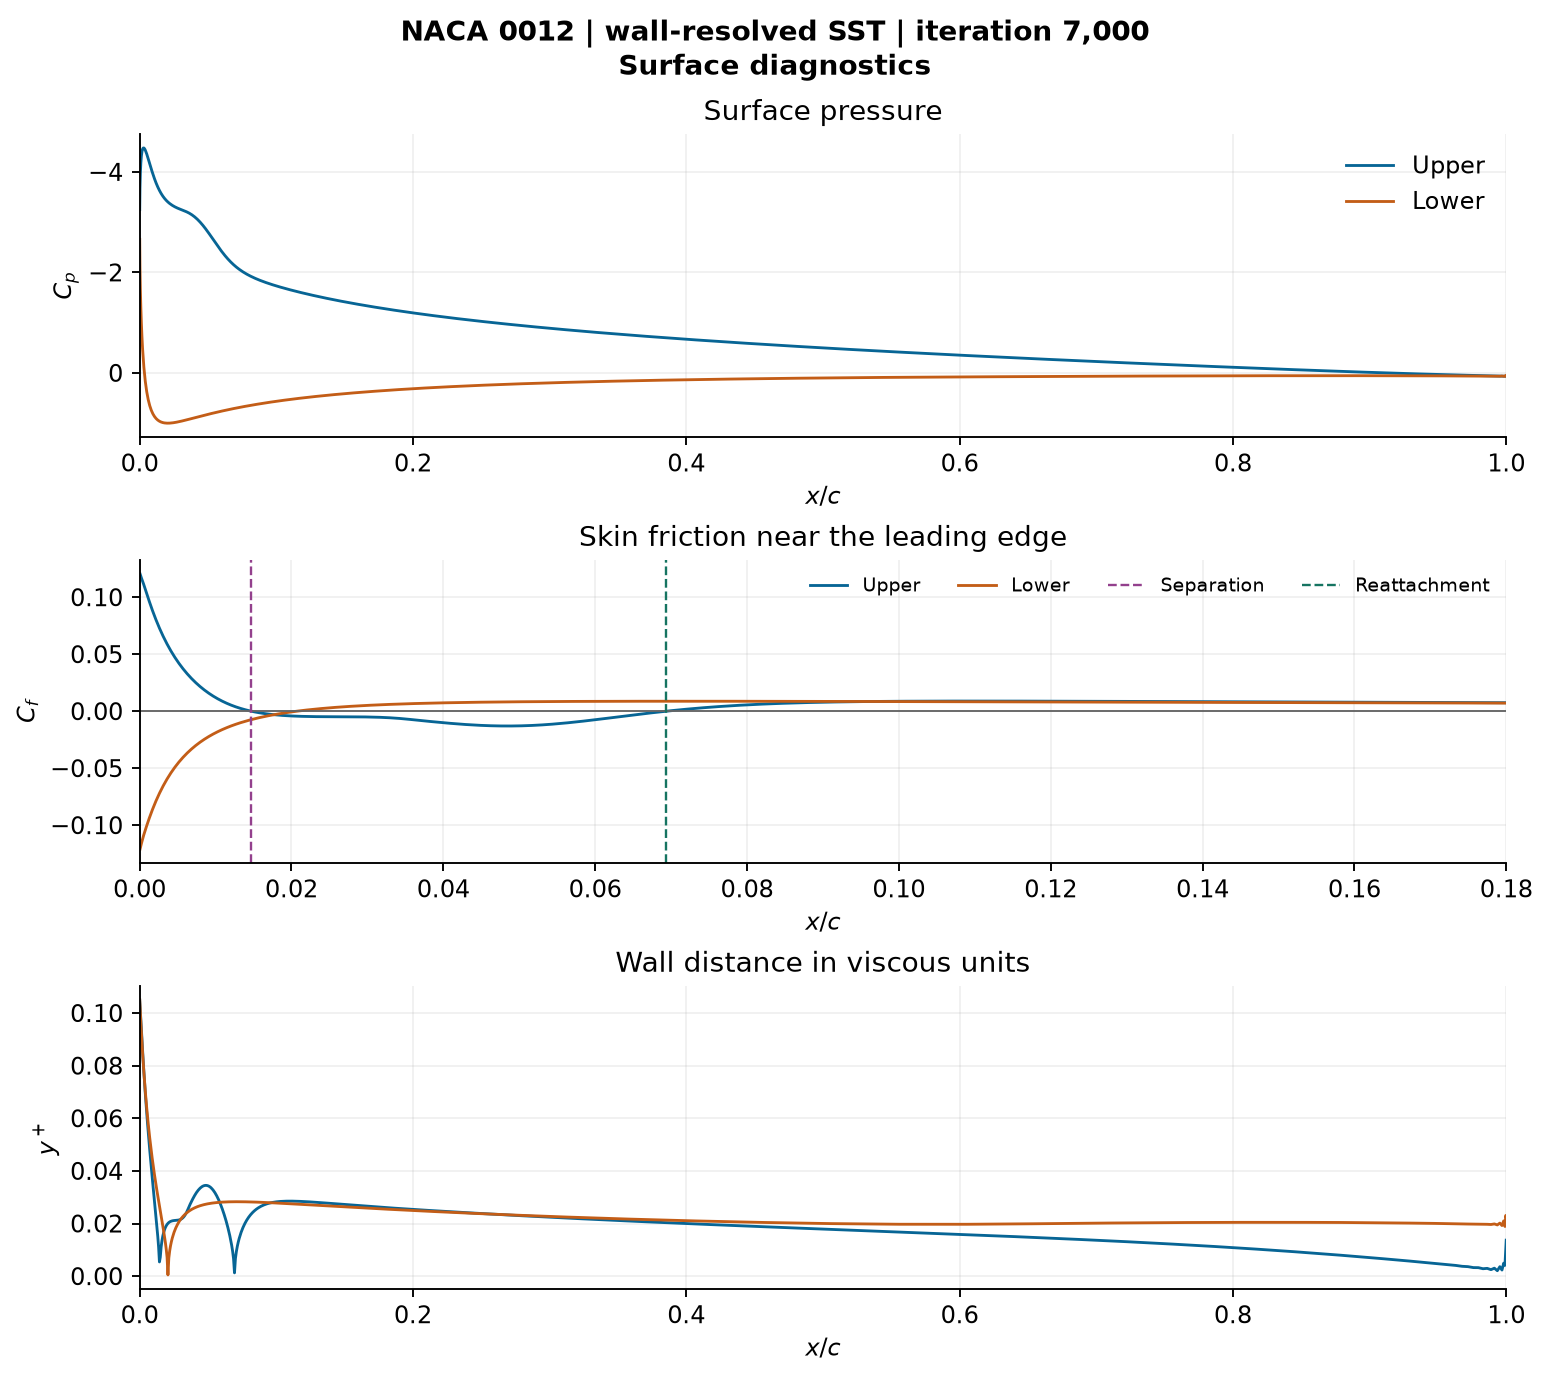 NACA 0012 | wall-resolved SST | iteration 7,000
Surface diagnostics
Surface pressure
Upper
Lower
−4
−2
0
Cp
0.0 0.2 0.4 0.6 0.8 1.0
x/c
Skin friction near the leading edge
Upper Lower Separation Reattachment
0.10
0.05
0.00
−0.05
−0.10
Cf
0.00 0.02 0.04 0.06 0.08 0.10 0.12 0.14 0.16 0.18
x/c
Wall distance in viscous units
0.10
0.08
0.06
0.04
0.02
0.00
y+
0.0 0.2 0.4 0.6 0.8 1.0
x/c